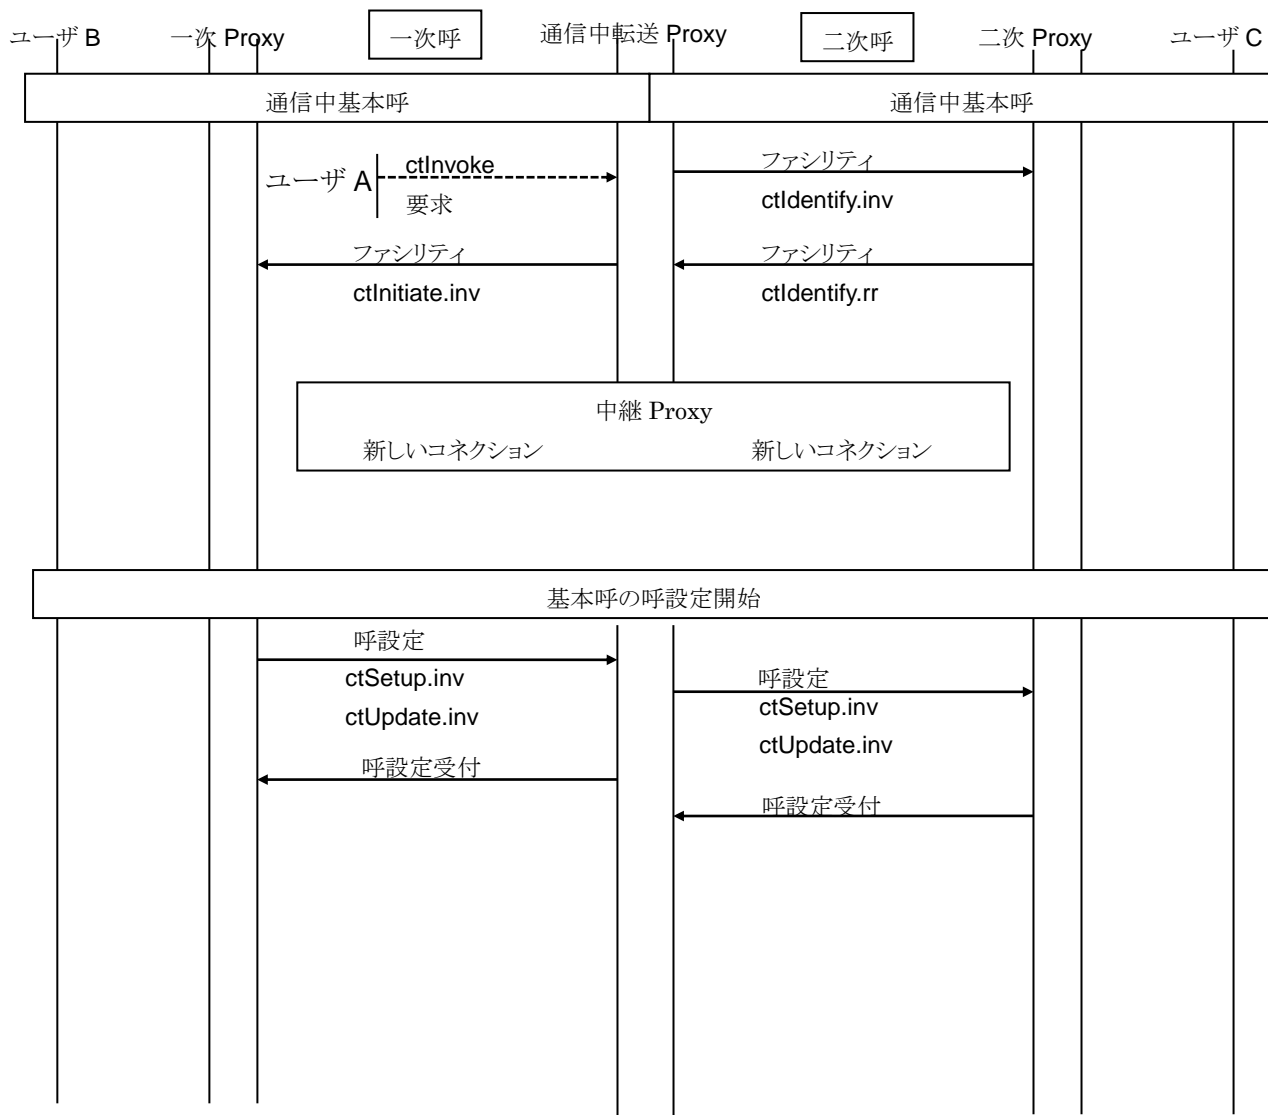 ユーザ B
一次 Proxy
一次呼
通信中転送 Proxy
二次呼
二次 Proxy
ユーザ C
通信中基本呼
通信中基本呼
ユーザ A
ctInvoke
要求
ファシリティ
ctIdentify.inv
ファシリティ
ctInitiate.inv
ファシリティ
ctIdentify.rr
中継 Proxy
新しいコネクション
新しいコネクション
基本呼の呼設定開始
呼設定
ctSetup.inv
ctUpdate.inv
呼設定
ctSetup.inv
ctUpdate.inv
呼設定受付
呼設定受付